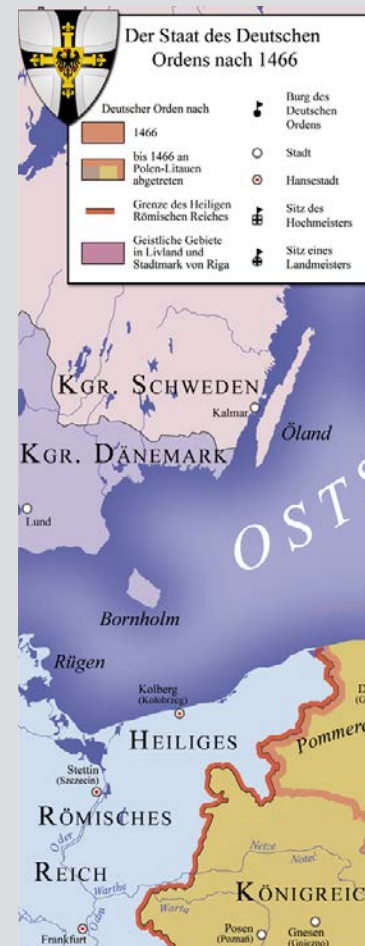 Der Staat des Deutschen
Ordens nach 1466
Deutscher Orden nach
1466
bis 1466 an
Polen-Litauen
abgetreten
Grenze des Heiligen
Römischen Reiches
Geistliche Gebiete
in Livland und
Stadtmark von Riga
Burg des
Deutschen
Ordens
Stadt
Hansestadt
Sitz des
Hochmeisters
Sitz eines
Landmeisters
KGR. SCHWEDEN
Kalmar
Öland
KGR. DÄNEMARK
Lund
OSTS
Bornholm
Rügen
Kolberg
(Kołobrzeg)
HEILIGES
Pommere
Stettin
(Szczecin)
RÖMISCHES
Oder
REICH
Warthe
Netze
Noteć
Odra
Warta
KÖNIGREIC
Posen
(Poznań)
Gnesen
(Gniezno)
Frankfurt